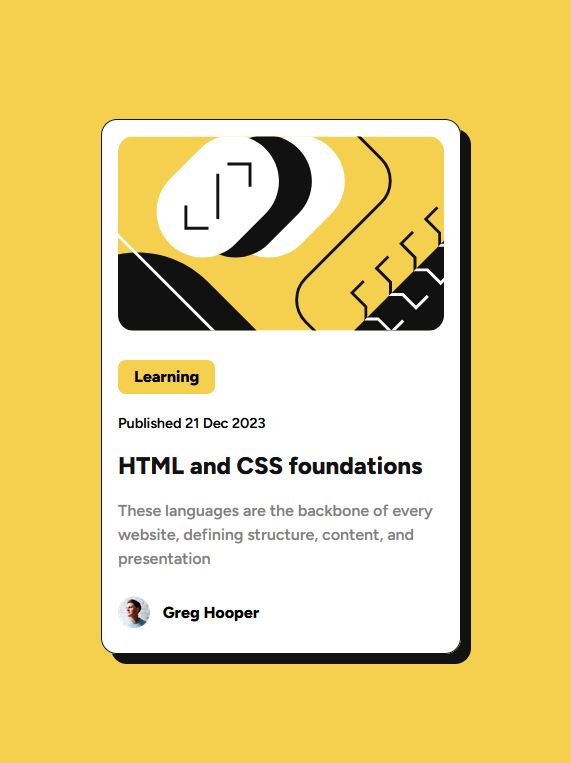 Learning
Published 21 Dec 2023
HTML and CSS foundations
These languages are the backbone of every
website, defining structure, content, and
presentation
Greg Hooper